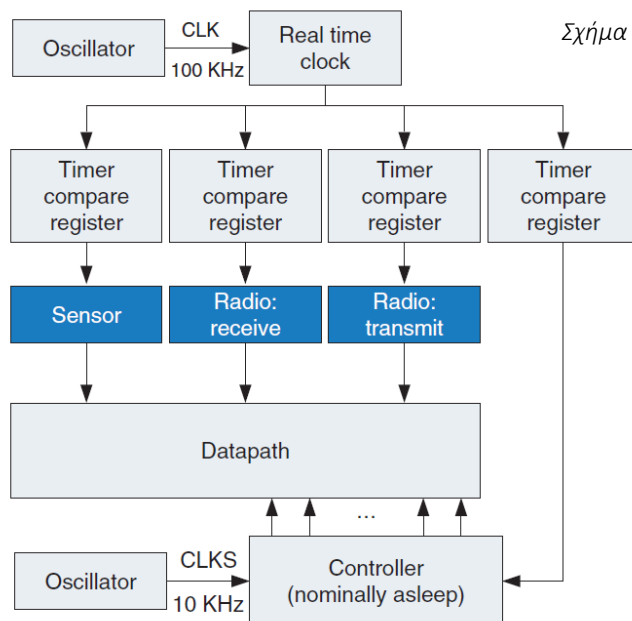 Σχήμα
Oscillator
CLK
100 KHz
Real time
clock
Timer
compare
register
Timer
compare
register
Timer
compare
register
Timer
compare
register
Sensor
Radio:
receive
Radio:
transmit
Datapath
...
Oscillator
CLKS
10 KHz
Controller
(nominally asleep)